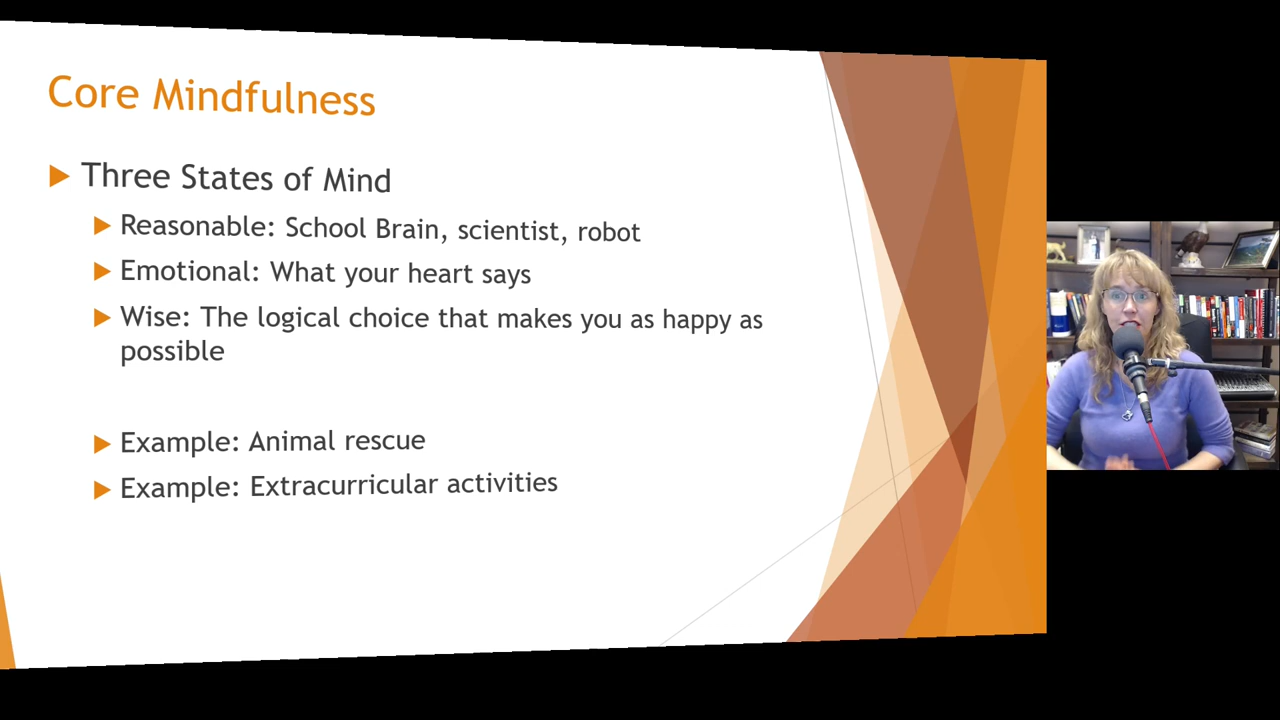 Core Mindfulness
Three States of Mind
Reasonable: School Brain, scientist, robot
Emotional: What your heart says
Wise: The logical choice that makes you as happy as
possible
Example: Animal rescue
Example: Extracurricular activities